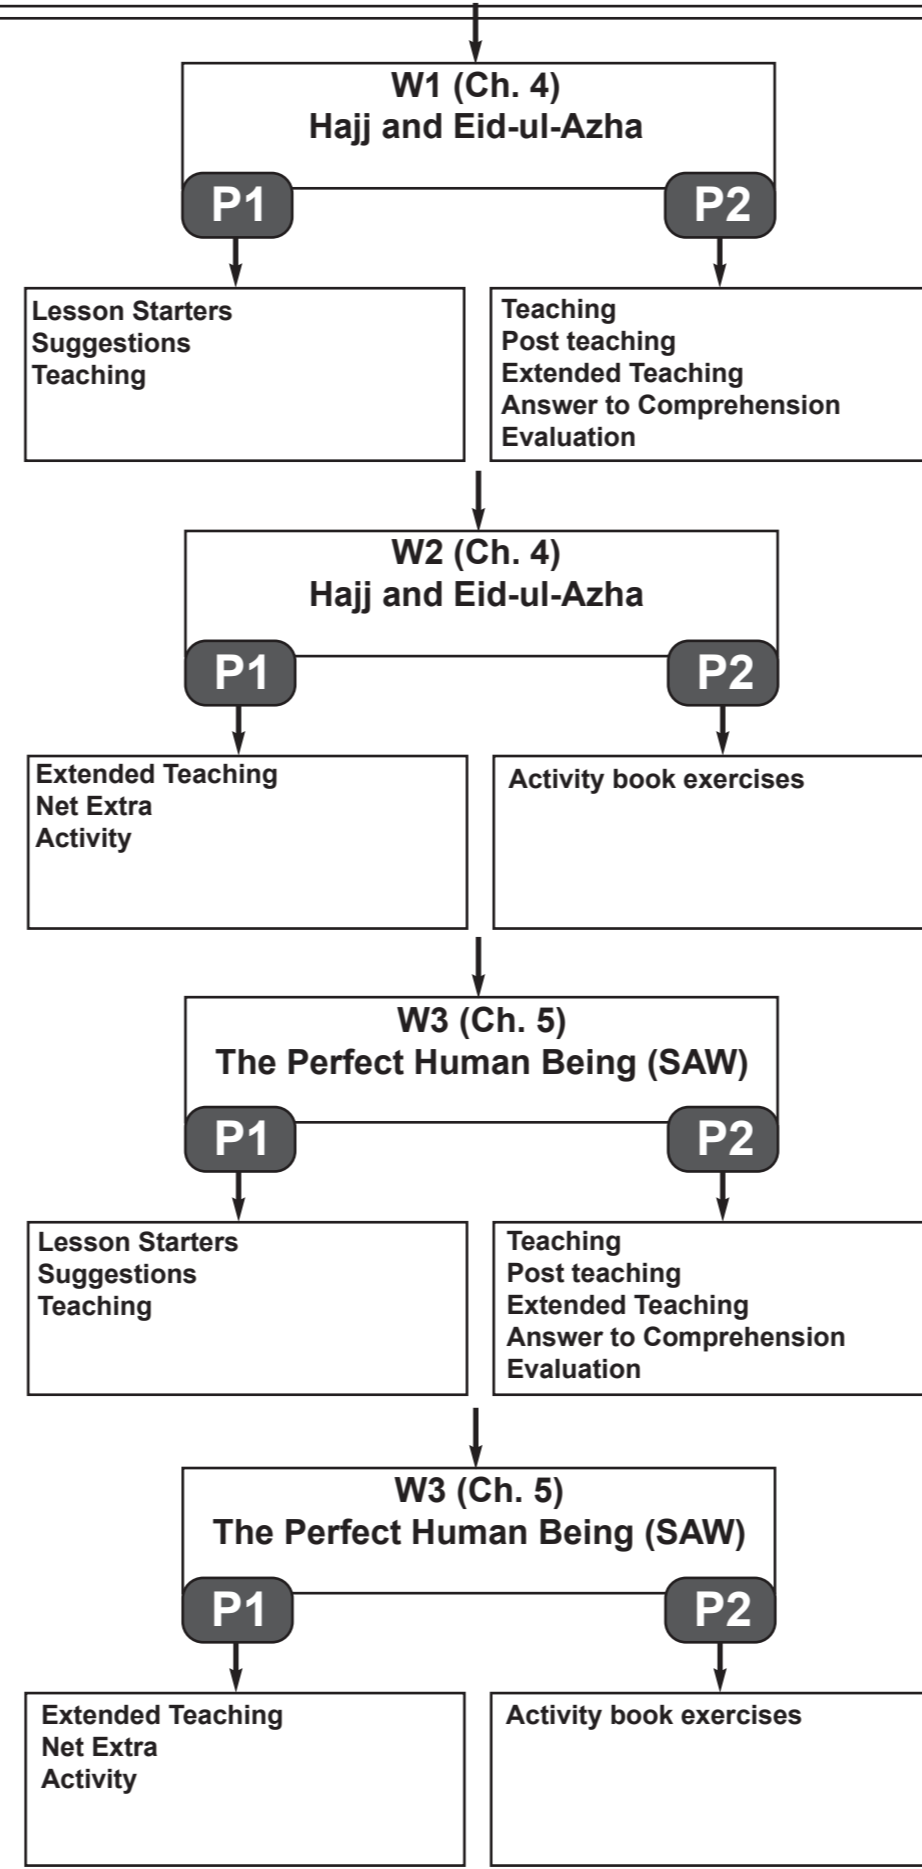 W1 (Ch. 4)
Hajj and Eid-ul-Azha
P1
P2
Lesson Starters
Suggestions
Teaching
Teaching
Post teaching
Extended Teaching
Answer to Comprehension
Evaluation
W2 (Ch. 4)
Hajj and Eid-ul-Azha
P1
P2
Extended Teaching
Net Extra
Activity
Activity book exercises
W3 (Ch. 5)
The Perfect Human Being (SAW)
P1
P2
Lesson Starters
Suggestions
Teaching
Teaching
Post teaching
Extended Teaching
Answer to Comprehension
Evaluation
W3 (Ch. 5)
The Perfect Human Being (SAW)
P1
P2
Extended Teaching
Net Extra
Activity
Activity book exercises